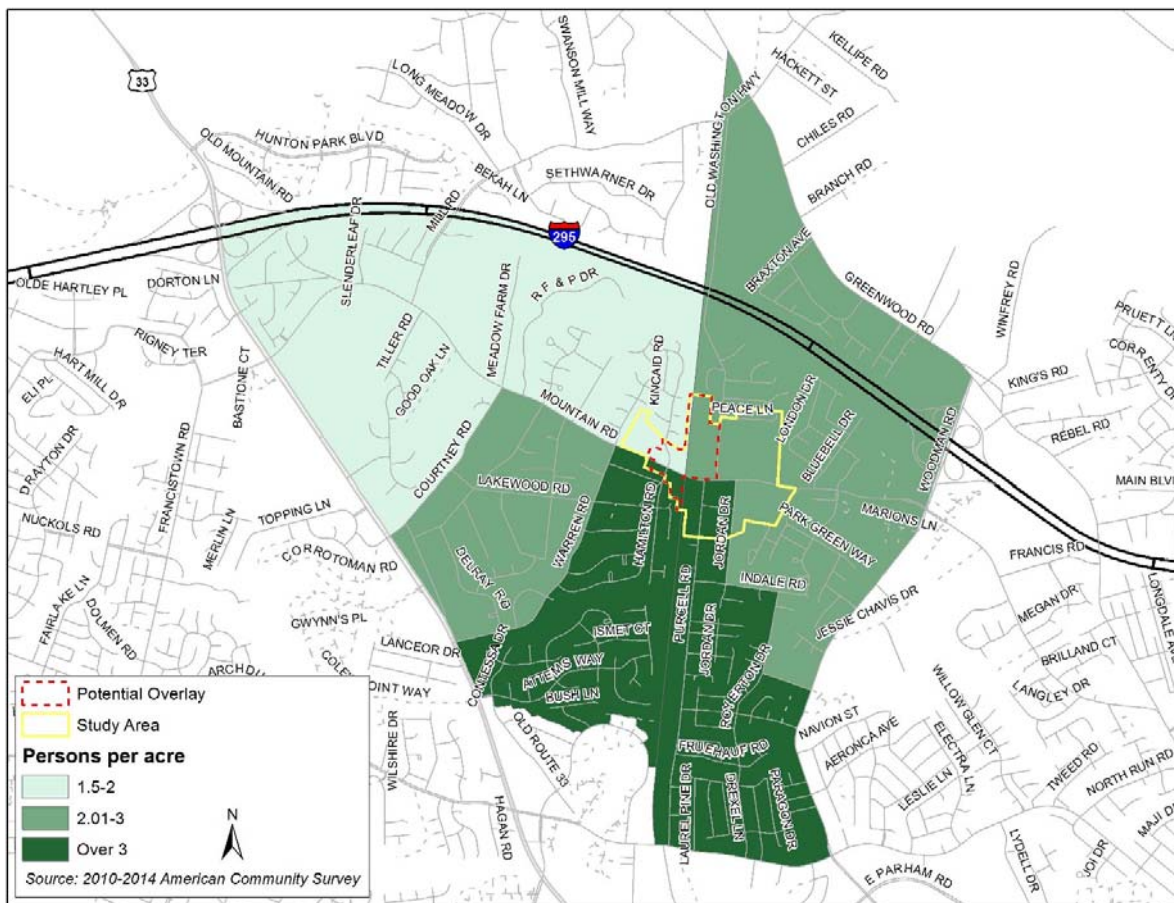 KELLIPE RD
HACKETT ST
SWANSON MILL WAY
LONG MEADOW DR
33
OLD WASHINGTON HWY
CHILES RD
HUNTON PARK BLVD
OLD MOUNTAIN RD
BEKAH LN
SETHWARNER DR
BRANCH RD
MILL RD
SLENDERLEAF DR
295
BRAXTON AVE
GREENWOOD RD
WINFREY RD
OLDE HARTLEY PL
DORTON LN
R F & P DR
MEADOW FARM DR
PRUETT LN
CORRENTY DR
RIGNEY TER
TILLER RD
KINCAID RD
HART MILL DR
ELI PL
BASTIONE CT
GOOD OAK LN
PEACE LN
LONDON DR
KING'S RD
MOUNTAIN RD
BLUEBELL DR
WOODMAN RD
REBEL RD
DRAYTON DR
FRANCISTOWN RD
COURTNEY RD
LAKEWOOD RD
MAIN BLV
NUCKOLS RD
MERLIN LN
TOPPING LN
WARREN RD
HAMILTON RD
JORDAN DR
PARK GREEN WAY
MARIONS LN
CORROTOMAN RD
FRANCIS RD
DELRAY RD
INDALE RD
FAIRLAKE LN
DOLMEN RD
GWYNN'S PL
PURCELL RD
JESSIE CHAVIS DR
MEGAN DR
LONGDALE AV
ISMET CT
JORDAN DR
LANCEOR DR
CONTESSA DR
BRILLAND CT
ATTEMS WAY
ROYERTON DR
WILLOW GLEN CT
LANGLEY DR
BUSH LN
NAVION ST
AERONCA AVE
ELECTRA LN
OLD ROUTE 33
WILSHIRE DR
FRUEHAUF RD
LESLIE LN
TWEED RD
NORTH RUN RD
HAGAN RD
LAUREL PINE DR
DREXEL LN
PARAGON DR
LYDELL DR
JOI DR
E PARHAM RD
Potential Overlay
Study Area
Persons per acre
1.5-2
2.01-3
Over 3
N
Source: 2010-2014 American Community Survey